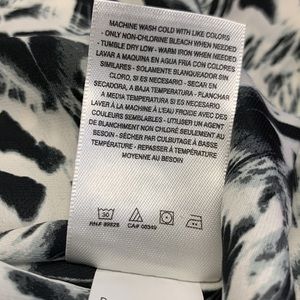 MACHINE WASH COLD WITH LIKE COLORS
- ONLY NON-CHLORINE BLEACH WHEN NEEDED
- TUMBLE DRY LOW - WARM IRON WHEN NEEDED
LAVAR A MAQUINA EN AGUA FRIA CON COLORES
SIMILARES - SOLAMENTE BLANQUEADOR SIN
CLORO, SI ES NECESARIO - SECAR EN
SECADORA, A BAJA TEMPERATURA - PLANCHAR
A MEDIA TEMPERATURA SI ES NECESARIO
LAVER A MACHINE A L'EAU FROIDE AVEC DES
COULEURS SEMBLABLES - UTILISER AU BESOIN UN AGENT
DE BLANCHIMENT NON CHLORÉ SEULEMENT AU
BESOIN - SÉCHER PAR CULBUTAGE À BASSE
TEMPÉRATURE - REPASSER À TEMPÉRATURE
MOYENNE AU BESOIN
30
RN# 89826 CA# 00349